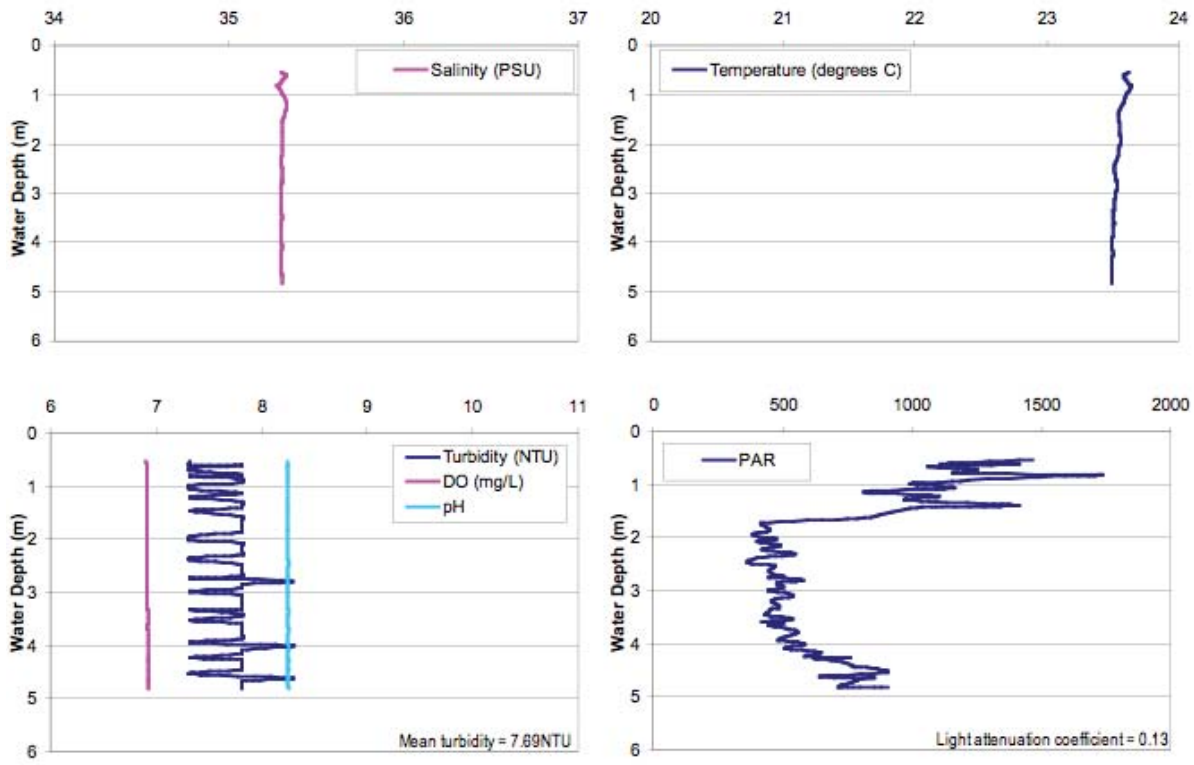 34 35 36 37
0
1
2
3
4
5
6
Water Depth (m)
Salinity (PSU)
20 21 22 23 24
0
1
2
3
4
5
6
Water Depth (m)
Temperature (degrees C)
6 7 8 9 10 11
0
1
2
3
4
5
6
Water Depth (m)
Turbidity (NTU)
DO (mg/L)
pH
Mean turbidity = 7.69NTU
0 500 1000 1500 2000
0
1
2
3
4
5
6
Water Depth (m)
PAR
Light attenuation coefficient = 0.13